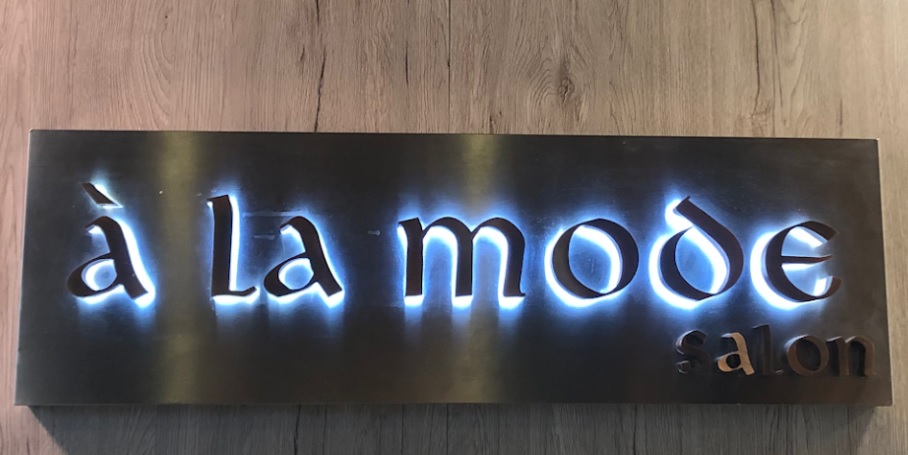 à la mode
salon